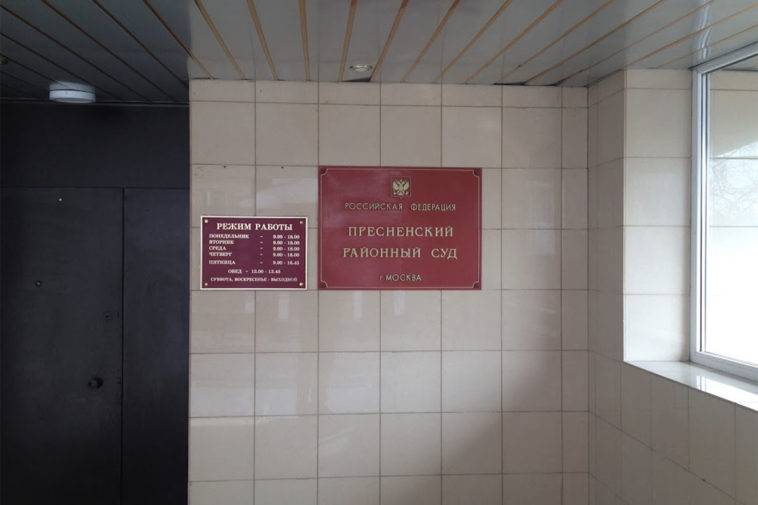 РЕЖИМ РАБОТЫ
ПОНЕДЕЛЬНИК - 9.00 - 18.00
ВТОРНИК - 9.00 - 18.00
СРЕДА - 9.00 - 18.00
ЧЕТВЕРГ - 9.00 - 18.00
ПЯТНИЦА - 9.00 - 16.45
ОБЕД - 13.00 - 13.45
СУББОТА, ВОСКРЕСЕНЬЕ - ВЫХОДНОЙ
РОССИЙСКАЯ ФЕДЕРАЦИЯ
ПРЕСНЕНСКИЙ
РАЙОННЫЙ СУД
г. МОСКВА